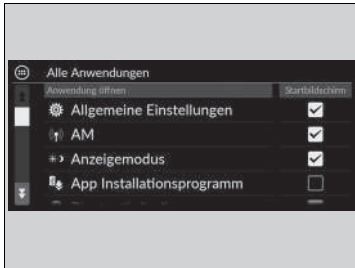 Alle Anwendungen
Anwendung öffnen Startbildschirm
Allgemeine Einstellungen
AM
Anzeigemodus
App Installationsprogramm